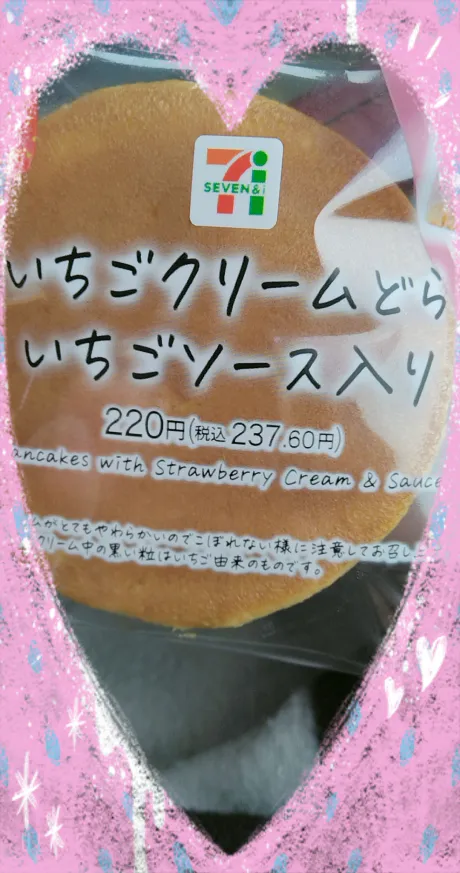 SEVEN&i
いちごクリームどら
いちごソース入り
220円(税込 237.60円)
ancakes with Strawberry Cream & Sauce
ムがとてもやわらかいのでこぼれない様に注意してお召し
クリーム中の黒い粒はいちご由来のものです。